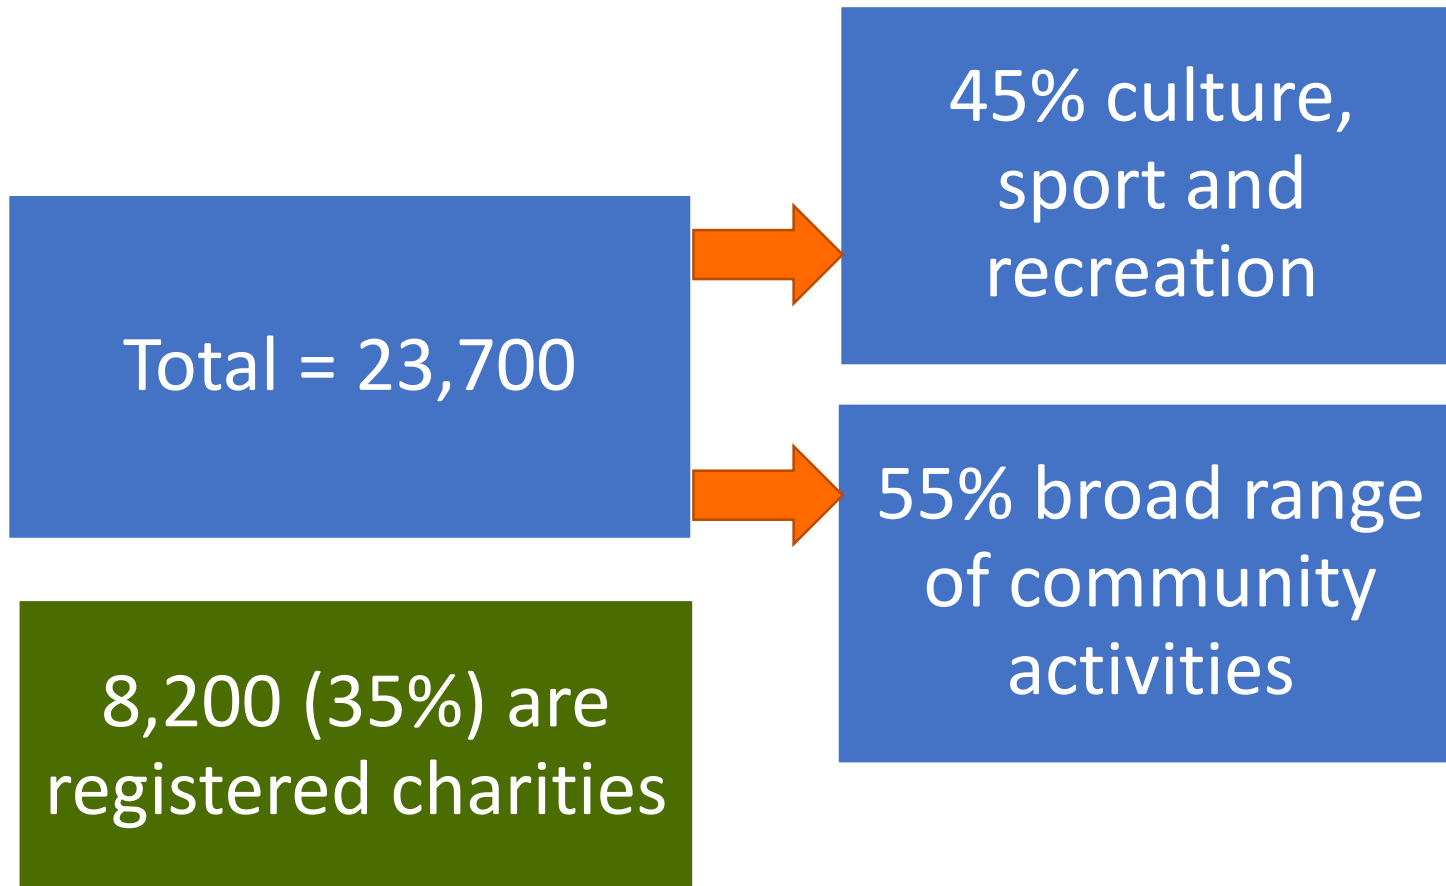 Total = 23,700
8,200 (35%) are
registered charities
45% culture,
sport and
recreation
55% broad range
of community
activities